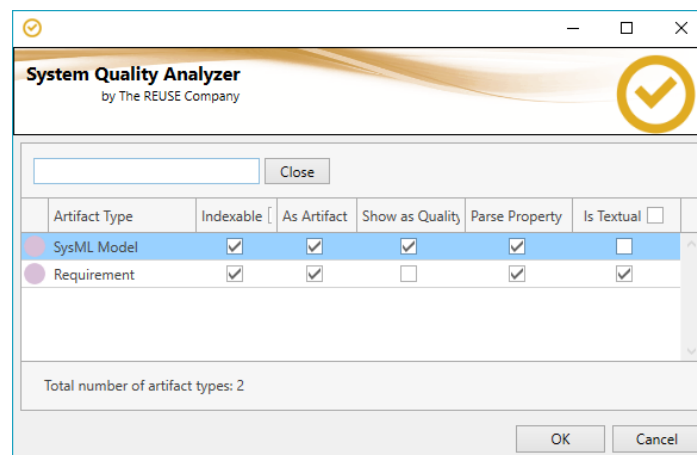 System Quality Analyzer
by The REUSE Company
Close
Artifact Type Indexable As Artifact Show as Quality Parse Property Is Textual
SysML Model
Requirement
Total number of artifact types: 2
OK Cancel